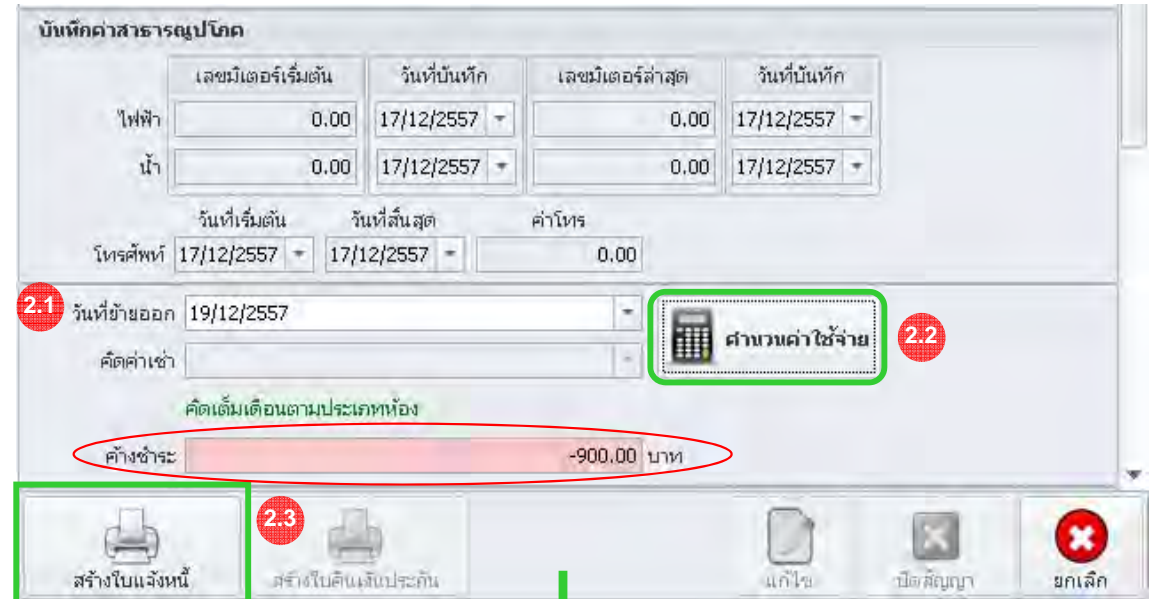 บันทึกค่าสาธารณูปโภค
เลขมิเตอร์เริ่มต้น วันที่บันทึก เลขมิเตอร์ล่าสุด วันที่บันทึก
ไฟฟ้า 0.00 17/12/2557 0.00 17/12/2557
น้ำ 0.00 17/12/2557 0.00 17/12/2557
วันที่เริ่มต้น วันที่สิ้นสุด ค่าโทร
โทรศัพท์ 17/12/2557 17/12/2557 0.00
2.1 วันที่ย้ายออก 19/12/2557 คำนวนค่าใช้จ่าย 2.2
คิดค่าเช่า
คิดเต็มเดือนตามประเภทห้อง
ค้างชำระ -900.00 บาท
2.3
สร้างใบแจ้งหนี้ สร้างใบคืนเงินประกัน แก้ไข ปิดสัญญา ยกเลิก